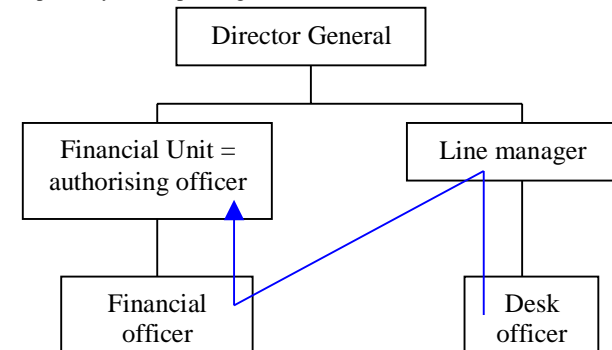 Director General
Financial Unit =
authorising officer
Line manager
Financial
officer
Desk
officer